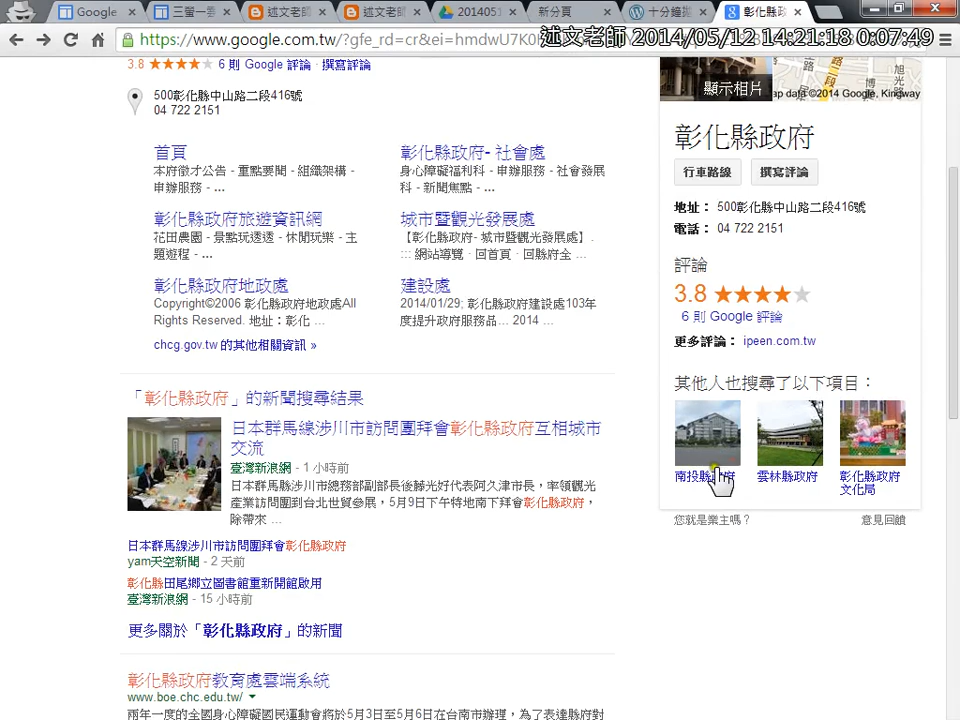 Google
三螢一雲
述文老師
述文老師
2014051
新分頁
十分鐘搞
彰化縣政
https://www.google.com.tw/?gfe_rd=cr&ei=hmdwU7K0
述文老師 2014/05/12 14:21:18 0:07:49
3.8 ★★★★ 6 則 Google 評論 · 撰寫評論
500彰化縣中山路二段416號
04 722 2151
首頁
本府徵才公告 - 重點要聞 - 組織架構 -
申辦服務 - ...
彰化縣政府- 社會處
身心障礙福利科 - 申辦服務 - 社會發展
科 - 新聞焦點 - ...
彰化縣政府旅遊資訊網
花田農園 - 景點玩透透 - 休閒玩樂 - 主
題遊程 - ...
城市暨觀光發展處
【彰化縣政府- 城市暨觀光發展處】.
::: 網站導覽 · 回首頁 · 回縣府全 ...
彰化縣政府地政處
Copyright©2006 彰化縣政府地政處All
Rights Reserved. 地址：彰化 ...
建設處
2014/01/29; 彰化縣政府建設處103年
度提升政府服務品... 2014 ...
chcg.gov.tw 的其他相關資訊 »
「彰化縣政府」的新聞搜尋結果
日本群馬線涉川市訪問團拜會彰化縣政府互相城市
交流
臺灣新浪網 - 1 小時前
日本群馬縣涉川市總務部副部長後藤光好代表阿久津市長，率領觀光
產業訪問團到台北世貿參展，5月9日下午特地南下拜會彰化縣政府，
除帶來 ...
日本群馬線涉川市訪問團拜會彰化縣政府
yam天空新聞 - 2 天前
彰化縣田尾鄉立圖書館重新開館啟用
臺灣新浪網 - 15 小時前
更多關於「彰化縣政府」的新聞
彰化縣政府教育處雲端系統
www.boe.chc.edu.tw/
兩年一度的全國身心障礙國民運動會將於5月3日至5月6日在台南市辦理，為了表達縣府對
顯示相片
ap data ©2014 Google, Kingway
旭光路
博
彰化縣政府
行車路線
撰寫評論
地址： 500彰化縣中山路二段416號
電話： 04 722 2151
評論
3.8 ★★★★★
6 則 Google 評論
更多評論： ipeen.com.tw
其他人也搜尋了以下項目：
南投縣政府
雲林縣政府
彰化縣政府
文化局
您就是業主嗎？
意見回饋